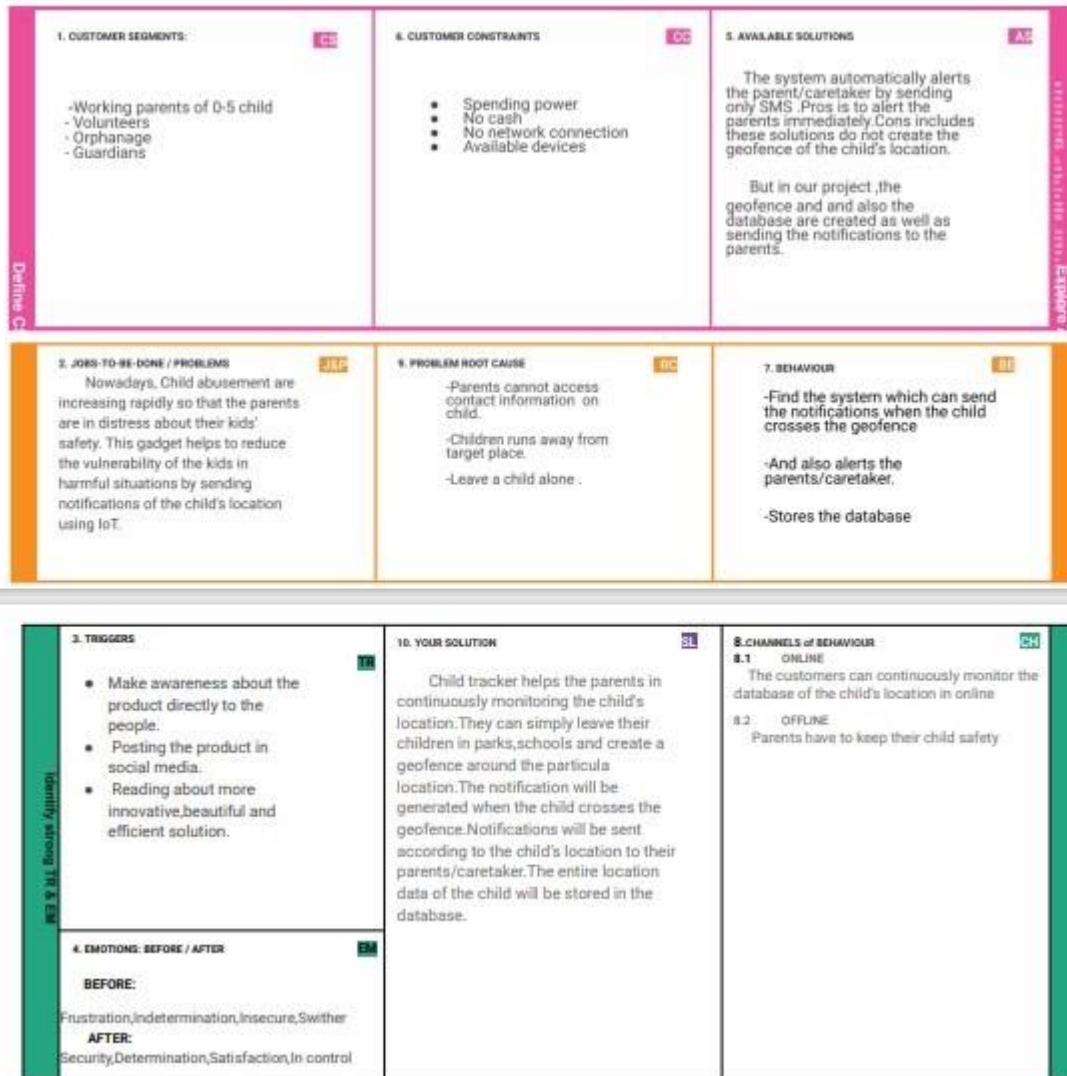 1. CUSTOMER SEGMENTS:
CS
-Working parents of 0-5 child
- Volunteers
- Orphanage
- Guardians
6. CUSTOMER CONSTRAINTS
CC
● Spending power
● No cash
● No network connection
● Available devices
5. AVAILABLE SOLUTIONS
AS
The system automatically alerts
the parent/caretaker by sending
only SMS .Pros is to alert the
parents immediately.Cons includes
these solutions do not create the
geofence of the child's location.
But in our project ,the
geofence and and also the
database are created as well as
sending the notifications to the
parents.
Define C
Explore
2. JOBS-TO-BE-DONE / PROBLEMS
J&P
Nowadays, Child abusement are
increasing rapidly so that the parents
are in distress about their kids'
safety. This gadget helps to reduce
the vulnerability of the kids in
harmful situations by sending
notifications of the child's location
using IoT.
9. PROBLEM ROOT CAUSE
RC
-Parents cannot access
contact information on
child.
-Children runs away from
target place.
-Leave a child alone .
7. BEHAVIOUR
BE
-Find the system which can send
the notifications when the child
crosses the geofence
-And also alerts the
parents/caretaker.
-Stores the database
3. TRIGGERS
TR
● Make awareness about the
product directly to the
people.
● Posting the product in
social media.
● Reading about more
innovative,beautiful and
efficient solution.
4. EMOTIONS: BEFORE / AFTER
EM
BEFORE:
Frustration,Indetermination,Insecure,Swither
AFTER:
Security,Determination,Satisfaction,In control
10. YOUR SOLUTION
SL
Child tracker helps the parents in
continuously monitoring the child's
location.They can simply leave their
children in parks,schools and create a
geofence around the particula
location.The notification will be
generated when the child crosses the
geofence.Notifications will be sent
according to the child's location to their
parents/caretaker.The entire location
data of the child will be stored in the
database.
8.CHANNELS of BEHAVIOUR
CH
8.1 ONLINE
The customers can continuously monitor the
database of the child's location in online
8.2 OFFLINE
Parents have to keep their child safety
Identify strong TR & EM